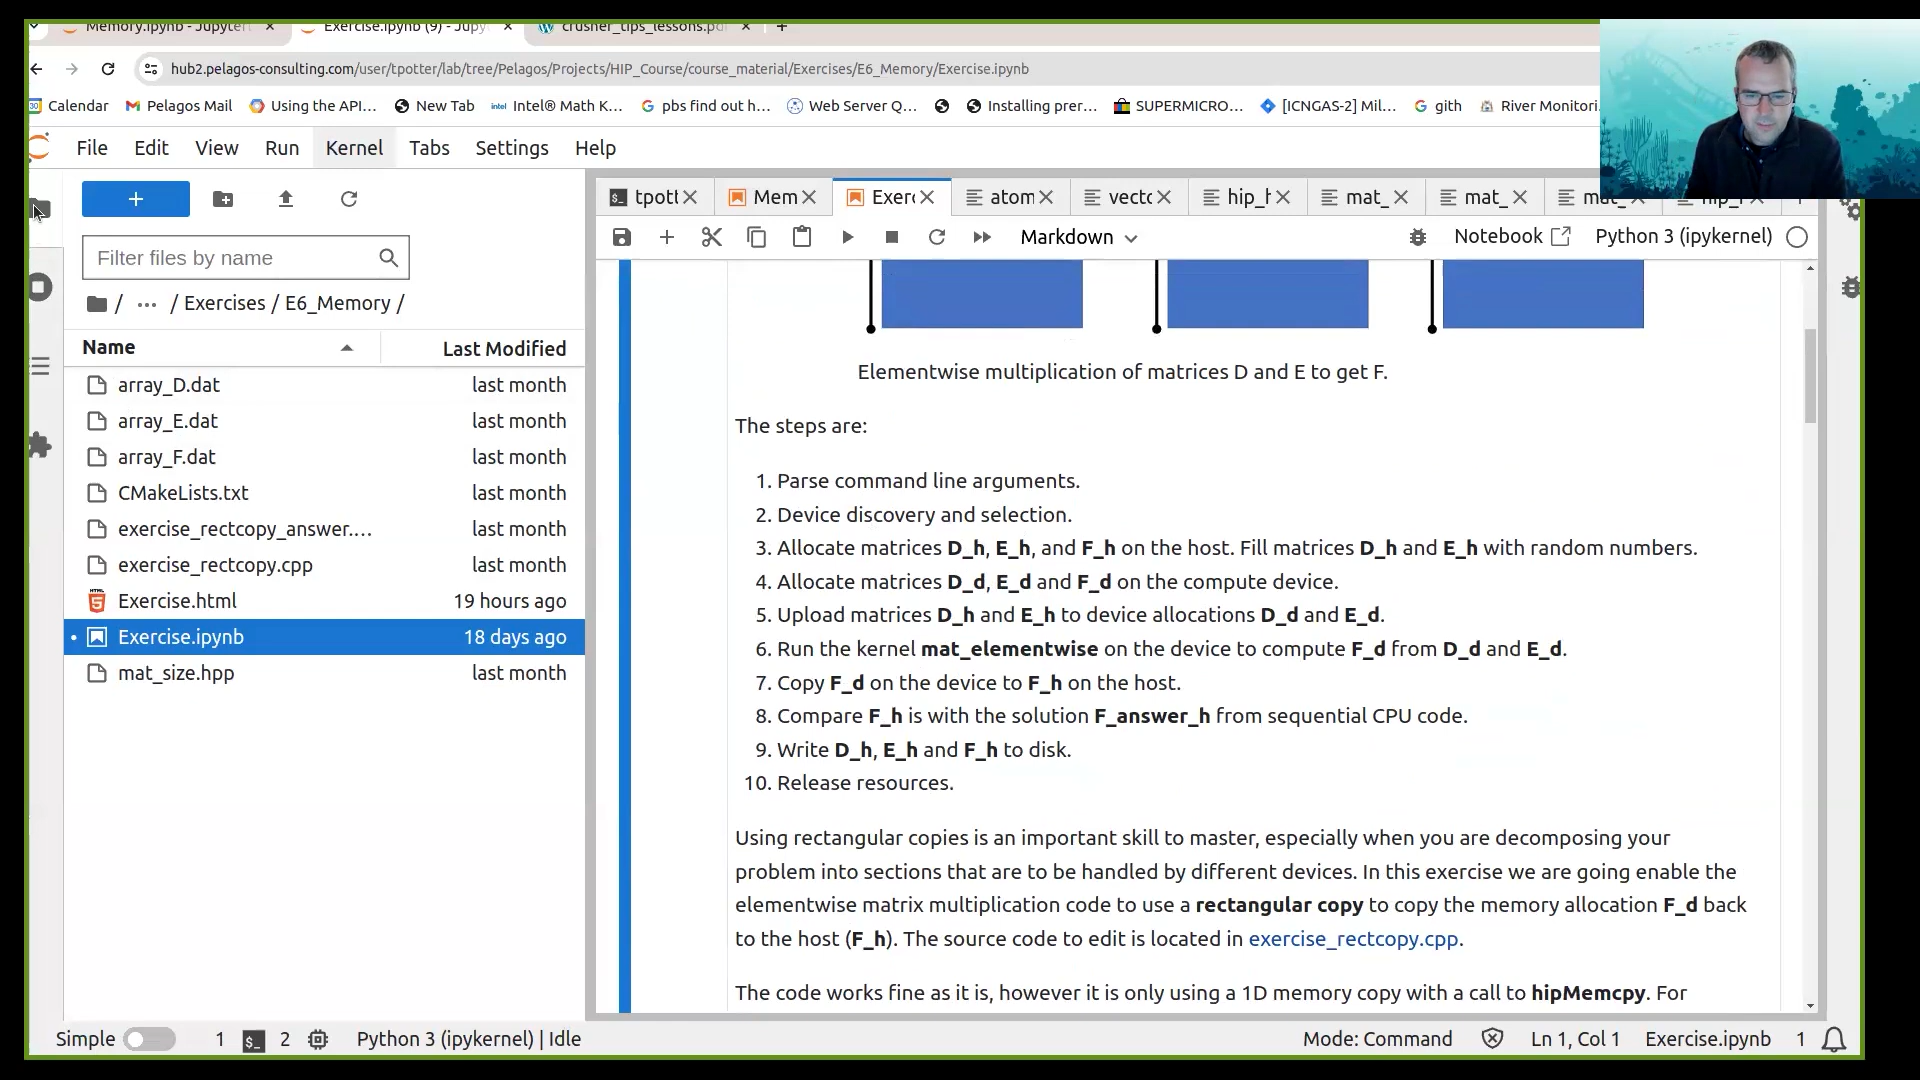 Memory.ipynb - Jupyter
Exercise.ipynb (9) - Jupy
crusher_tips_lessons.pd
hub2.pelagos-consulting.com/user/tpotter/lab/tree/Pelagos/Projects/HIP_Course/course_material/Exercises/E6_Memory/Exercise.ipynb
Calendar Pelagos Mail Using the API... New Tab Intel® Math K... pbs find out h... Web Server Q... Installing prer... SUPERMICRO... [ICNGAS-2] Mil... gith River Monitori
File Edit View Run Kernel Tabs Settings Help
tpott Mem Exerc atom vecto hip_h mat_ mat_ mat_ hip_
Markdown Notebook Python 3 (ipykernel)
Filter files by name
/ ... / Exercises / E6_Memory /
Name Last Modified
array_D.dat last month
array_E.dat last month
array_F.dat last month
CMakeLists.txt last month
exercise_rectcopy_answer.... last month
exercise_rectcopy.cpp last month
Exercise.html 19 hours ago
Exercise.ipynb 18 days ago
mat_size.hpp last month
Elementwise multiplication of matrices D and E to get F.
The steps are:
1. Parse command line arguments.
2. Device discovery and selection.
3. Allocate matrices D_h, E_h, and F_h on the host. Fill matrices D_h and E_h with random numbers.
4. Allocate matrices D_d, E_d and F_d on the compute device.
5. Upload matrices D_h and E_h to device allocations D_d and E_d.
6. Run the kernel mat_elementwise on the device to compute F_d from D_d and E_d.
7. Copy F_d on the device to F_h on the host.
8. Compare F_h is with the solution F_answer_h from sequential CPU code.
9. Write D_h, E_h and F_h to disk.
10. Release resources.
Using rectangular copies is an important skill to master, especially when you are decomposing your
problem into sections that are to be handled by different devices. In this exercise we are going enable the
elementwise matrix multiplication code to use a rectangular copy to copy the memory allocation F_d back
to the host (F_h). The source code to edit is located in exercise_rectcopy.cpp.
The code works fine as it is, however it is only using a 1D memory copy with a call to hipMemcpy. For
Simple 1 2 Python 3 (ipykernel) | Idle Mode: Command Ln 1, Col 1 Exercise.ipynb 1